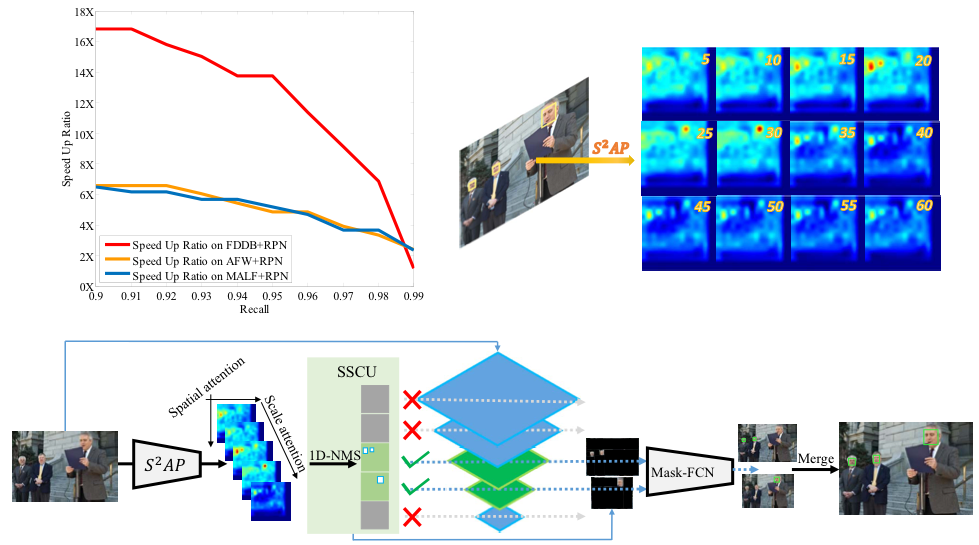 18X
16X
14X
12X
10X
8X
6X
4X
2X
0X
Speed Up Ratio
Speed Up Ratio on FDDB+RPN
Speed Up Ratio on AFW+RPN
Speed Up Ratio on MALF+RPN
0.9 0.91 0.92 0.93 0.94 0.95 0.96 0.97 0.98 0.99
Recall
S²AP
5 10 15 20
25 30 35 40
45 50 55 60
S²AP
Spatial attention
Scale attention
SSCU
1D-NMS
Mask-FCN
Merge